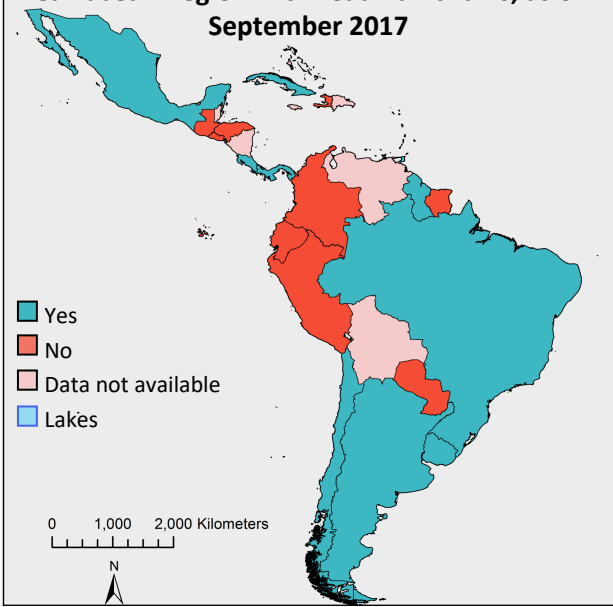 September 2017
Yes
No
Data not available
Lakes
0 1,000 2,000 Kilometers
N